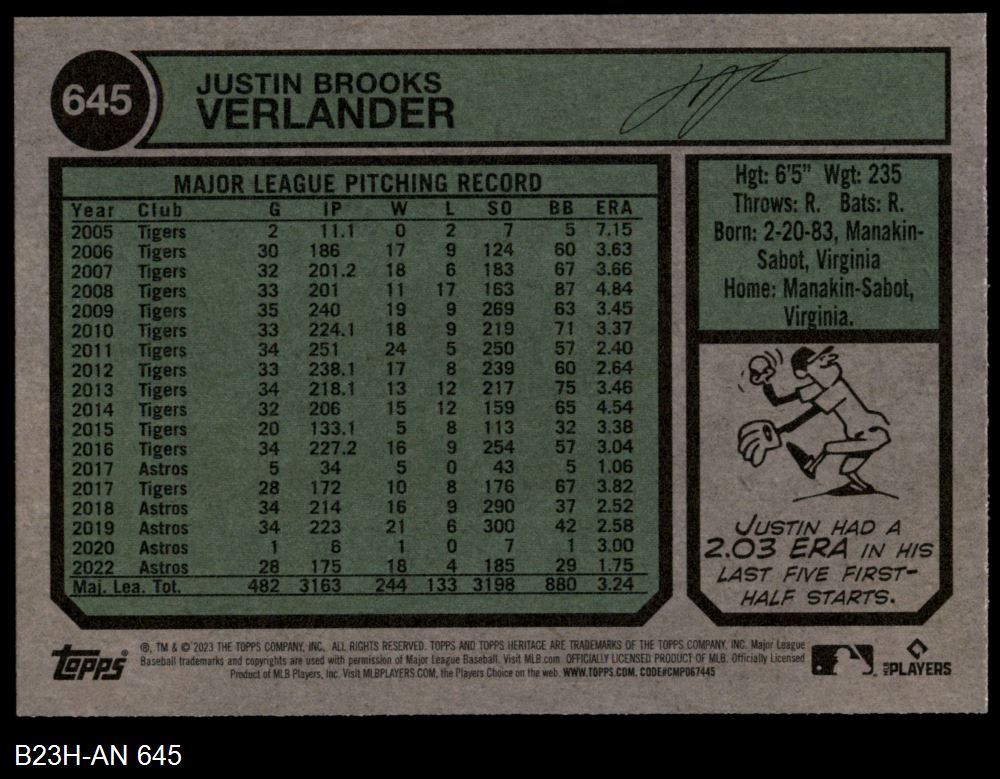 645
JUSTIN BROOKS
VERLANDER
MAJOR LEAGUE PITCHING RECORD
Year Club G IP W L SO BB ERA
2005 Tigers 2 11.1 0 2 7 5 7.15
2006 Tigers 30 186 17 9 124 60 3.63
2007 Tigers 32 201.2 18 6 183 67 3.66
2008 Tigers 33 201 11 17 163 87 4.84
2009 Tigers 35 240 19 9 269 63 3.45
2010 Tigers 33 224.1 18 9 219 71 3.37
2011 Tigers 34 251 24 5 250 57 2.40
2012 Tigers 33 238.1 17 8 239 60 2.64
2013 Tigers 34 218.1 13 12 217 75 3.46
2014 Tigers 32 206 15 12 159 65 4.54
2015 Tigers 20 133.1 5 8 113 32 3.38
2016 Tigers 34 227.2 16 9 254 57 3.04
2017 Astros 5 34 5 0 43 5 1.06
2017 Tigers 28 172 10 8 176 67 3.82
2018 Astros 34 214 16 9 290 37 2.52
2019 Astros 34 223 21 6 300 42 2.58
2020 Astros 1 6 1 0 7 1 3.00
2022 Astros 28 175 18 4 185 29 1.75
Maj. Lea. Tot. 482 3163 244 133 3198 880 3.24
Hgt: 6'5" Wgt: 235
Throws: R. Bats: R.
Born: 2-20-83, Manakin-
Sabot, Virginia
Home: Manakin-Sabot,
Virginia.
JUSTIN HAD A
2.03 ERA IN HIS
LAST FIVE FIRST-
HALF STARTS.
Topps
®, TM & © 2023 THE TOPPS COMPANY, INC. ALL RIGHTS RESERVED. TOPPS AND TOPPS HERITAGE ARE TRADEMARKS OF THE TOPPS COMPANY, INC. Major League
Baseball trademarks and copyrights are used with permission of Major League Baseball. Visit MLB.com. OFFICIALLY LICENSED PRODUCT OF MLB. Officially Licensed
Product of MLB Players, Inc. Visit MLBPLAYERS.COM, the Players Choice on the web. WWW.TOPPS.COM. CODE#CMP067445
MLB PLAYERS
B23H-AN 645